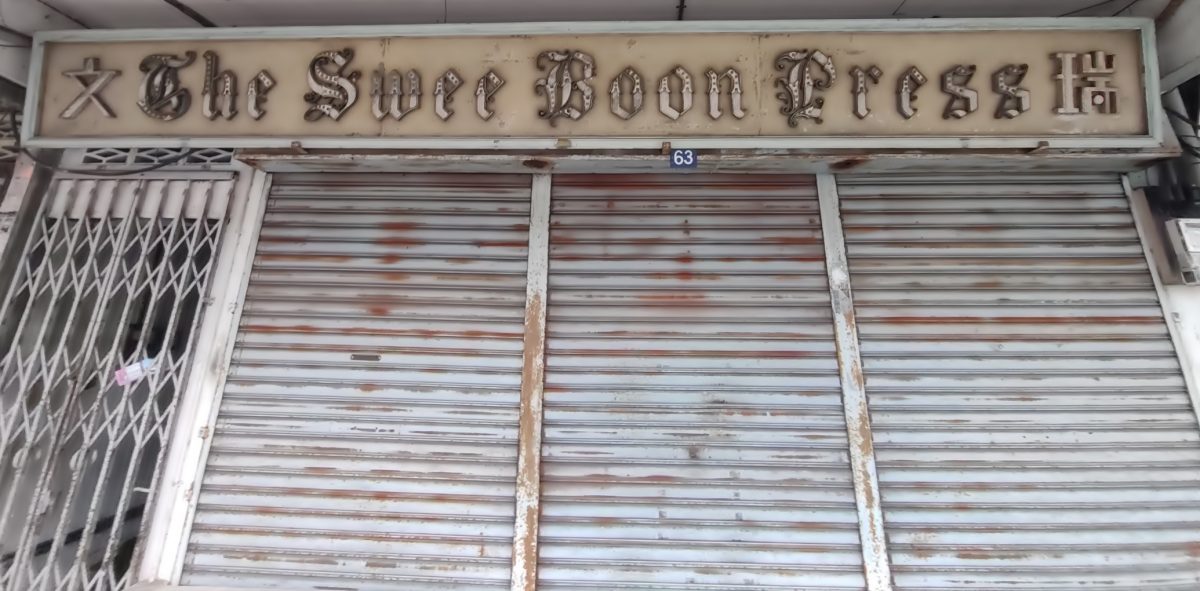 文 The Swee Boon Press 瑞
63